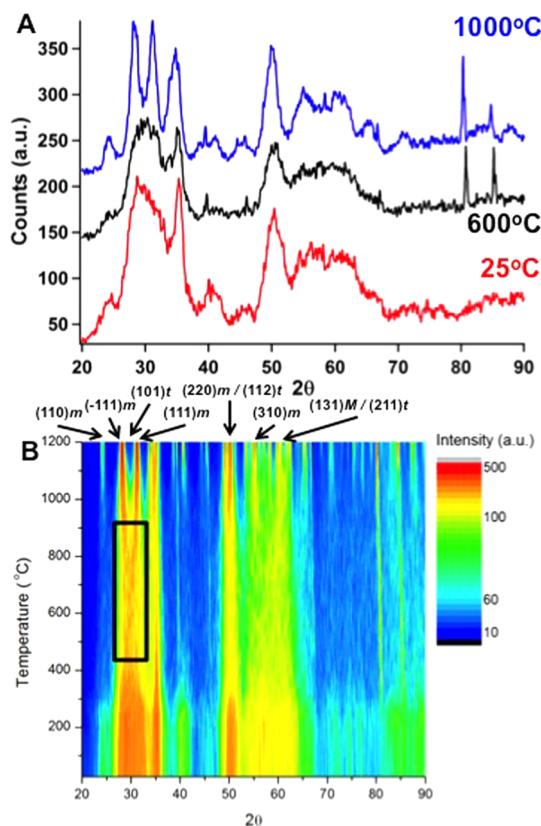 A
1000°C
600°C
25°C
Counts (a.u.)
350
300
250
200
150
100
50
20 30 40 50 60 70 80 90
2θ
(110)m
(-111)m
(101)t
(111)m
(220)m / (112)t
(310)m
(131)M / (211)t
B
Temperature (°C)
1200
1000
800
600
400
200
20 30 40 50 60 70 80 90
2θ
Intensity (a.u.)
500
100
60
10